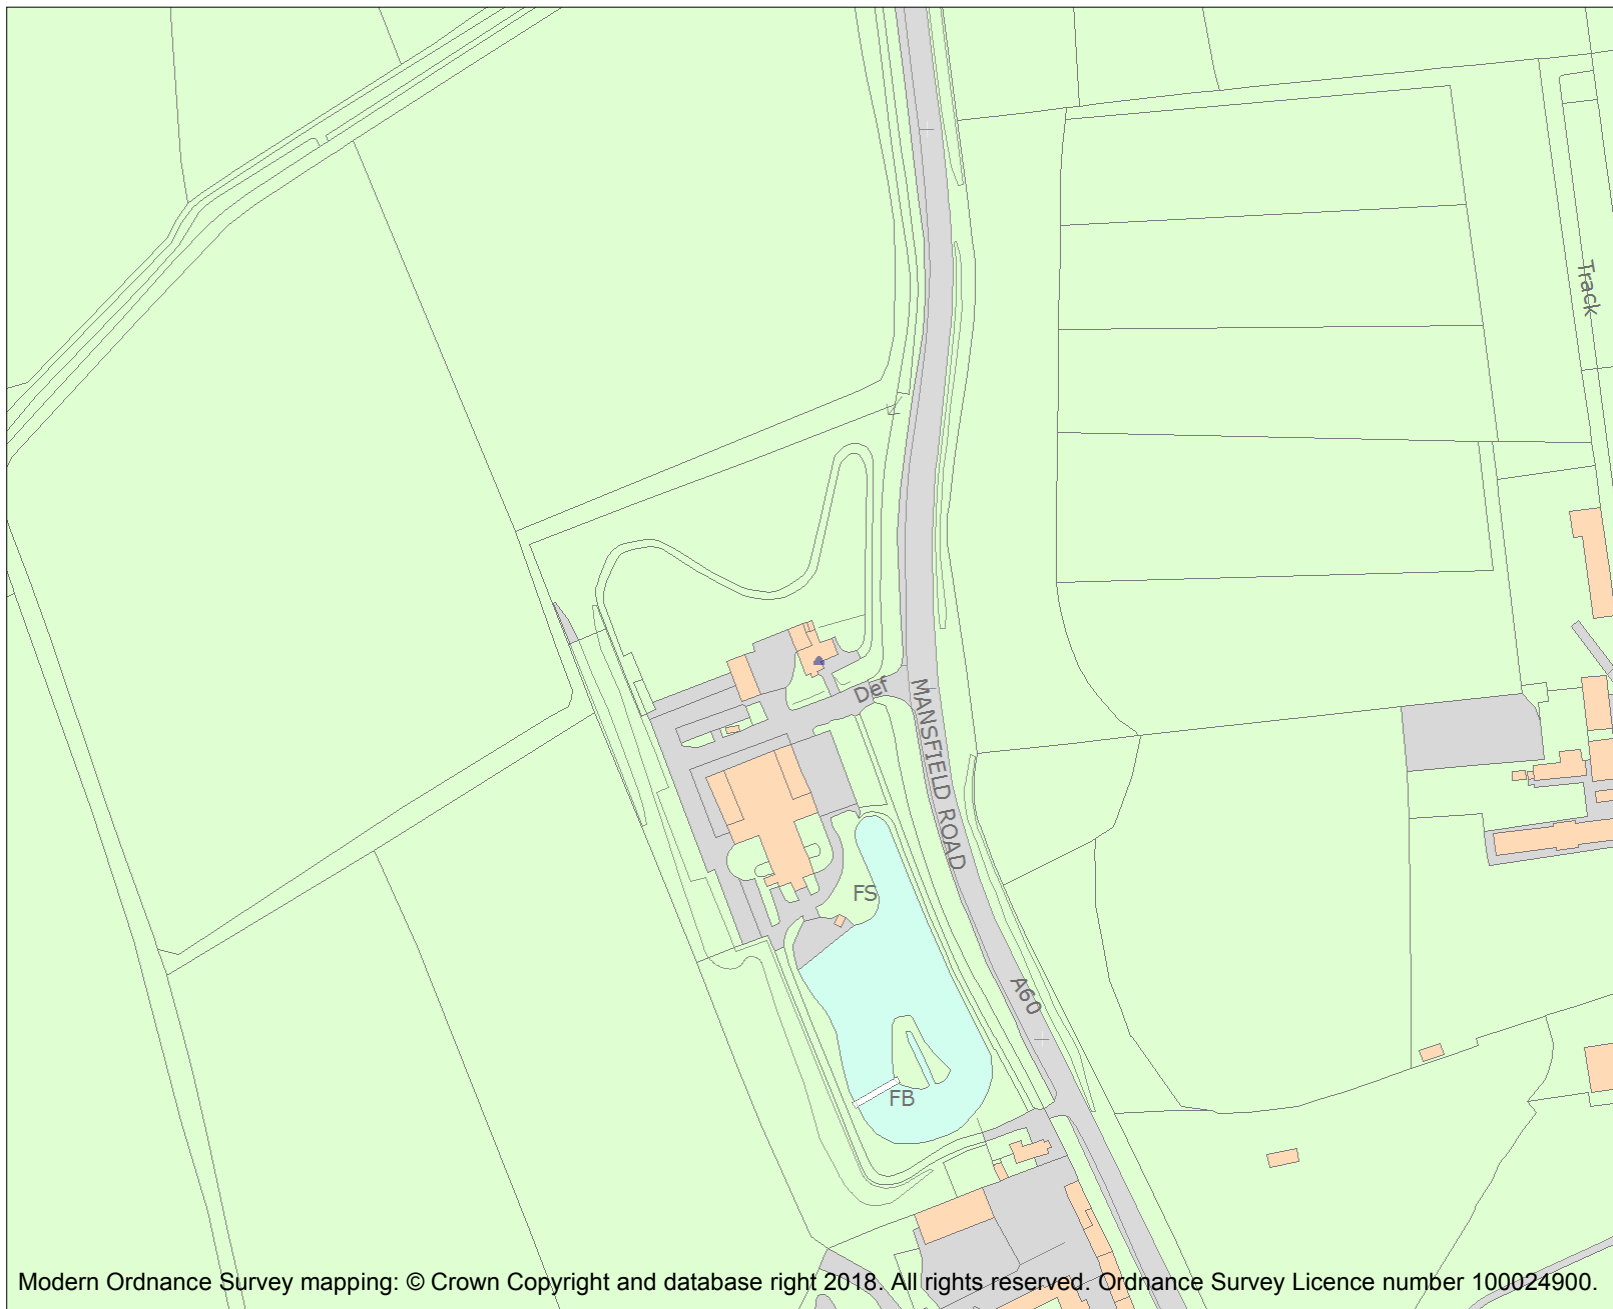 Track
Def
MANSFIELD ROAD
FS
A60
FB
Modern Ordnance Survey mapping: © Crown Copyright and database right 2018. All rights reserved. Ordnance Survey Licence number 100024900.